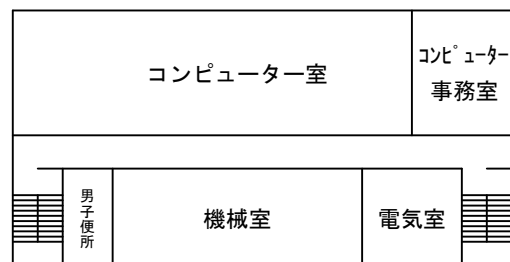 コンピューター室
コンピューター
事務室
男子便所
機械室
電気室